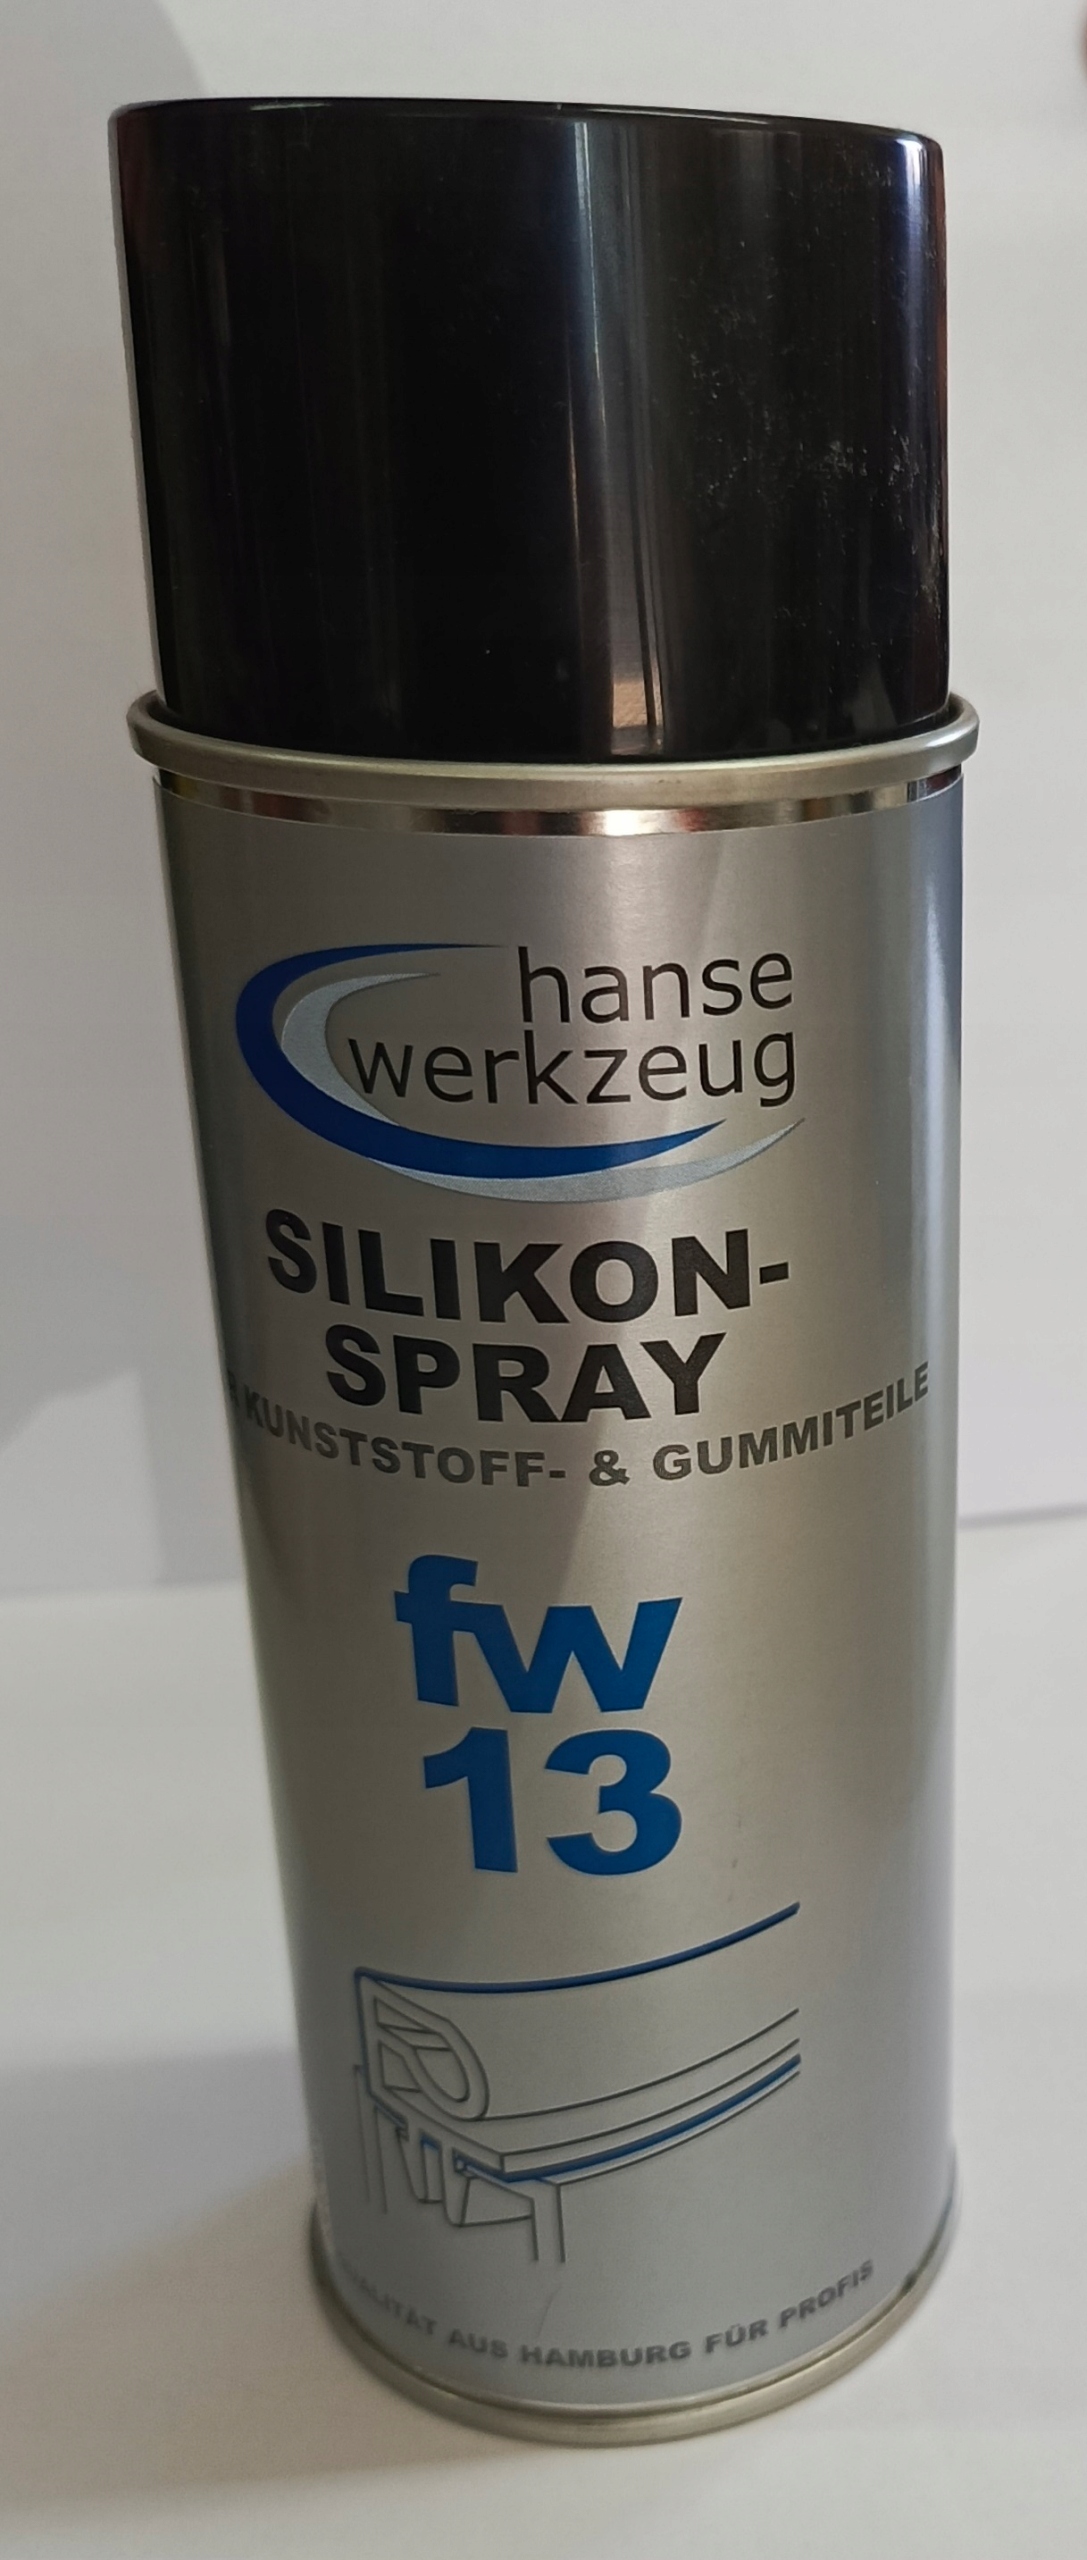 hanse
werkzeug
SILIKON-
SPRAY
KUNSTSTOFF- & GUMMITEILE
fw
13
AUS HAMBURG FÜR PROFIS